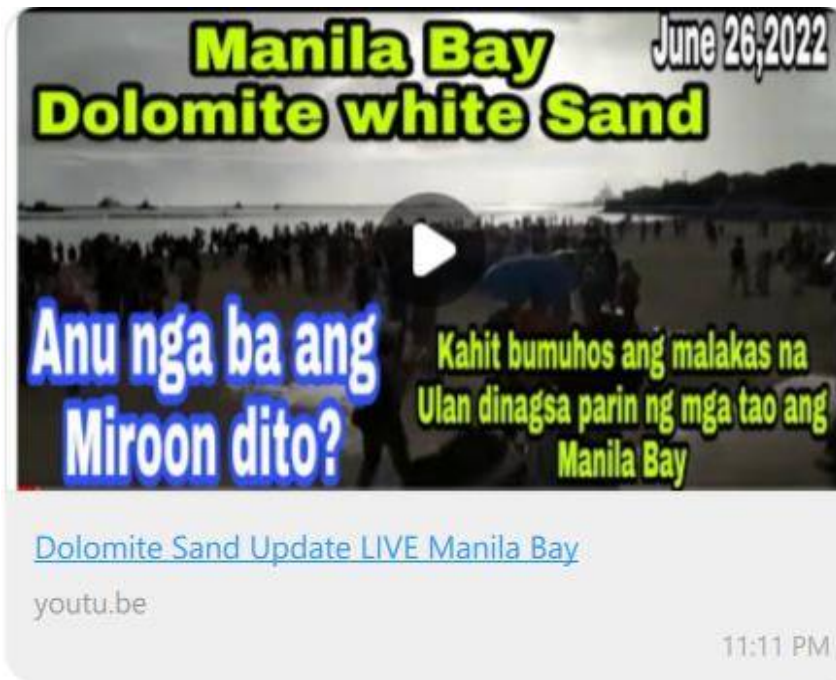 Manila Bay
June 26,2022
Dolomite white Sand
Anu nga ba ang
Miroon dito?
Kahit bumuhos ang malakas na
Ulan dinagsa parin ng mga tao ang
Manila Bay
Dolomite Sand Update LIVE Manila Bay
youtu.be
11:11 PM